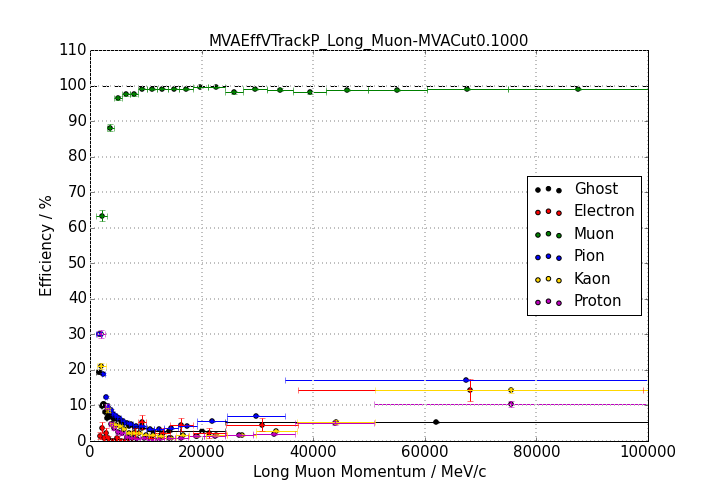 MVAEffVTrackP_Long_Muon-MVACut0.1000
110
100
90
80
70
60
50
40
30
20
10
0
Efficiency / %
Ghost
Electron
Muon
Pion
Kaon
Proton
0 20000 40000 60000 80000 100000
Long Muon Momentum / MeV/c